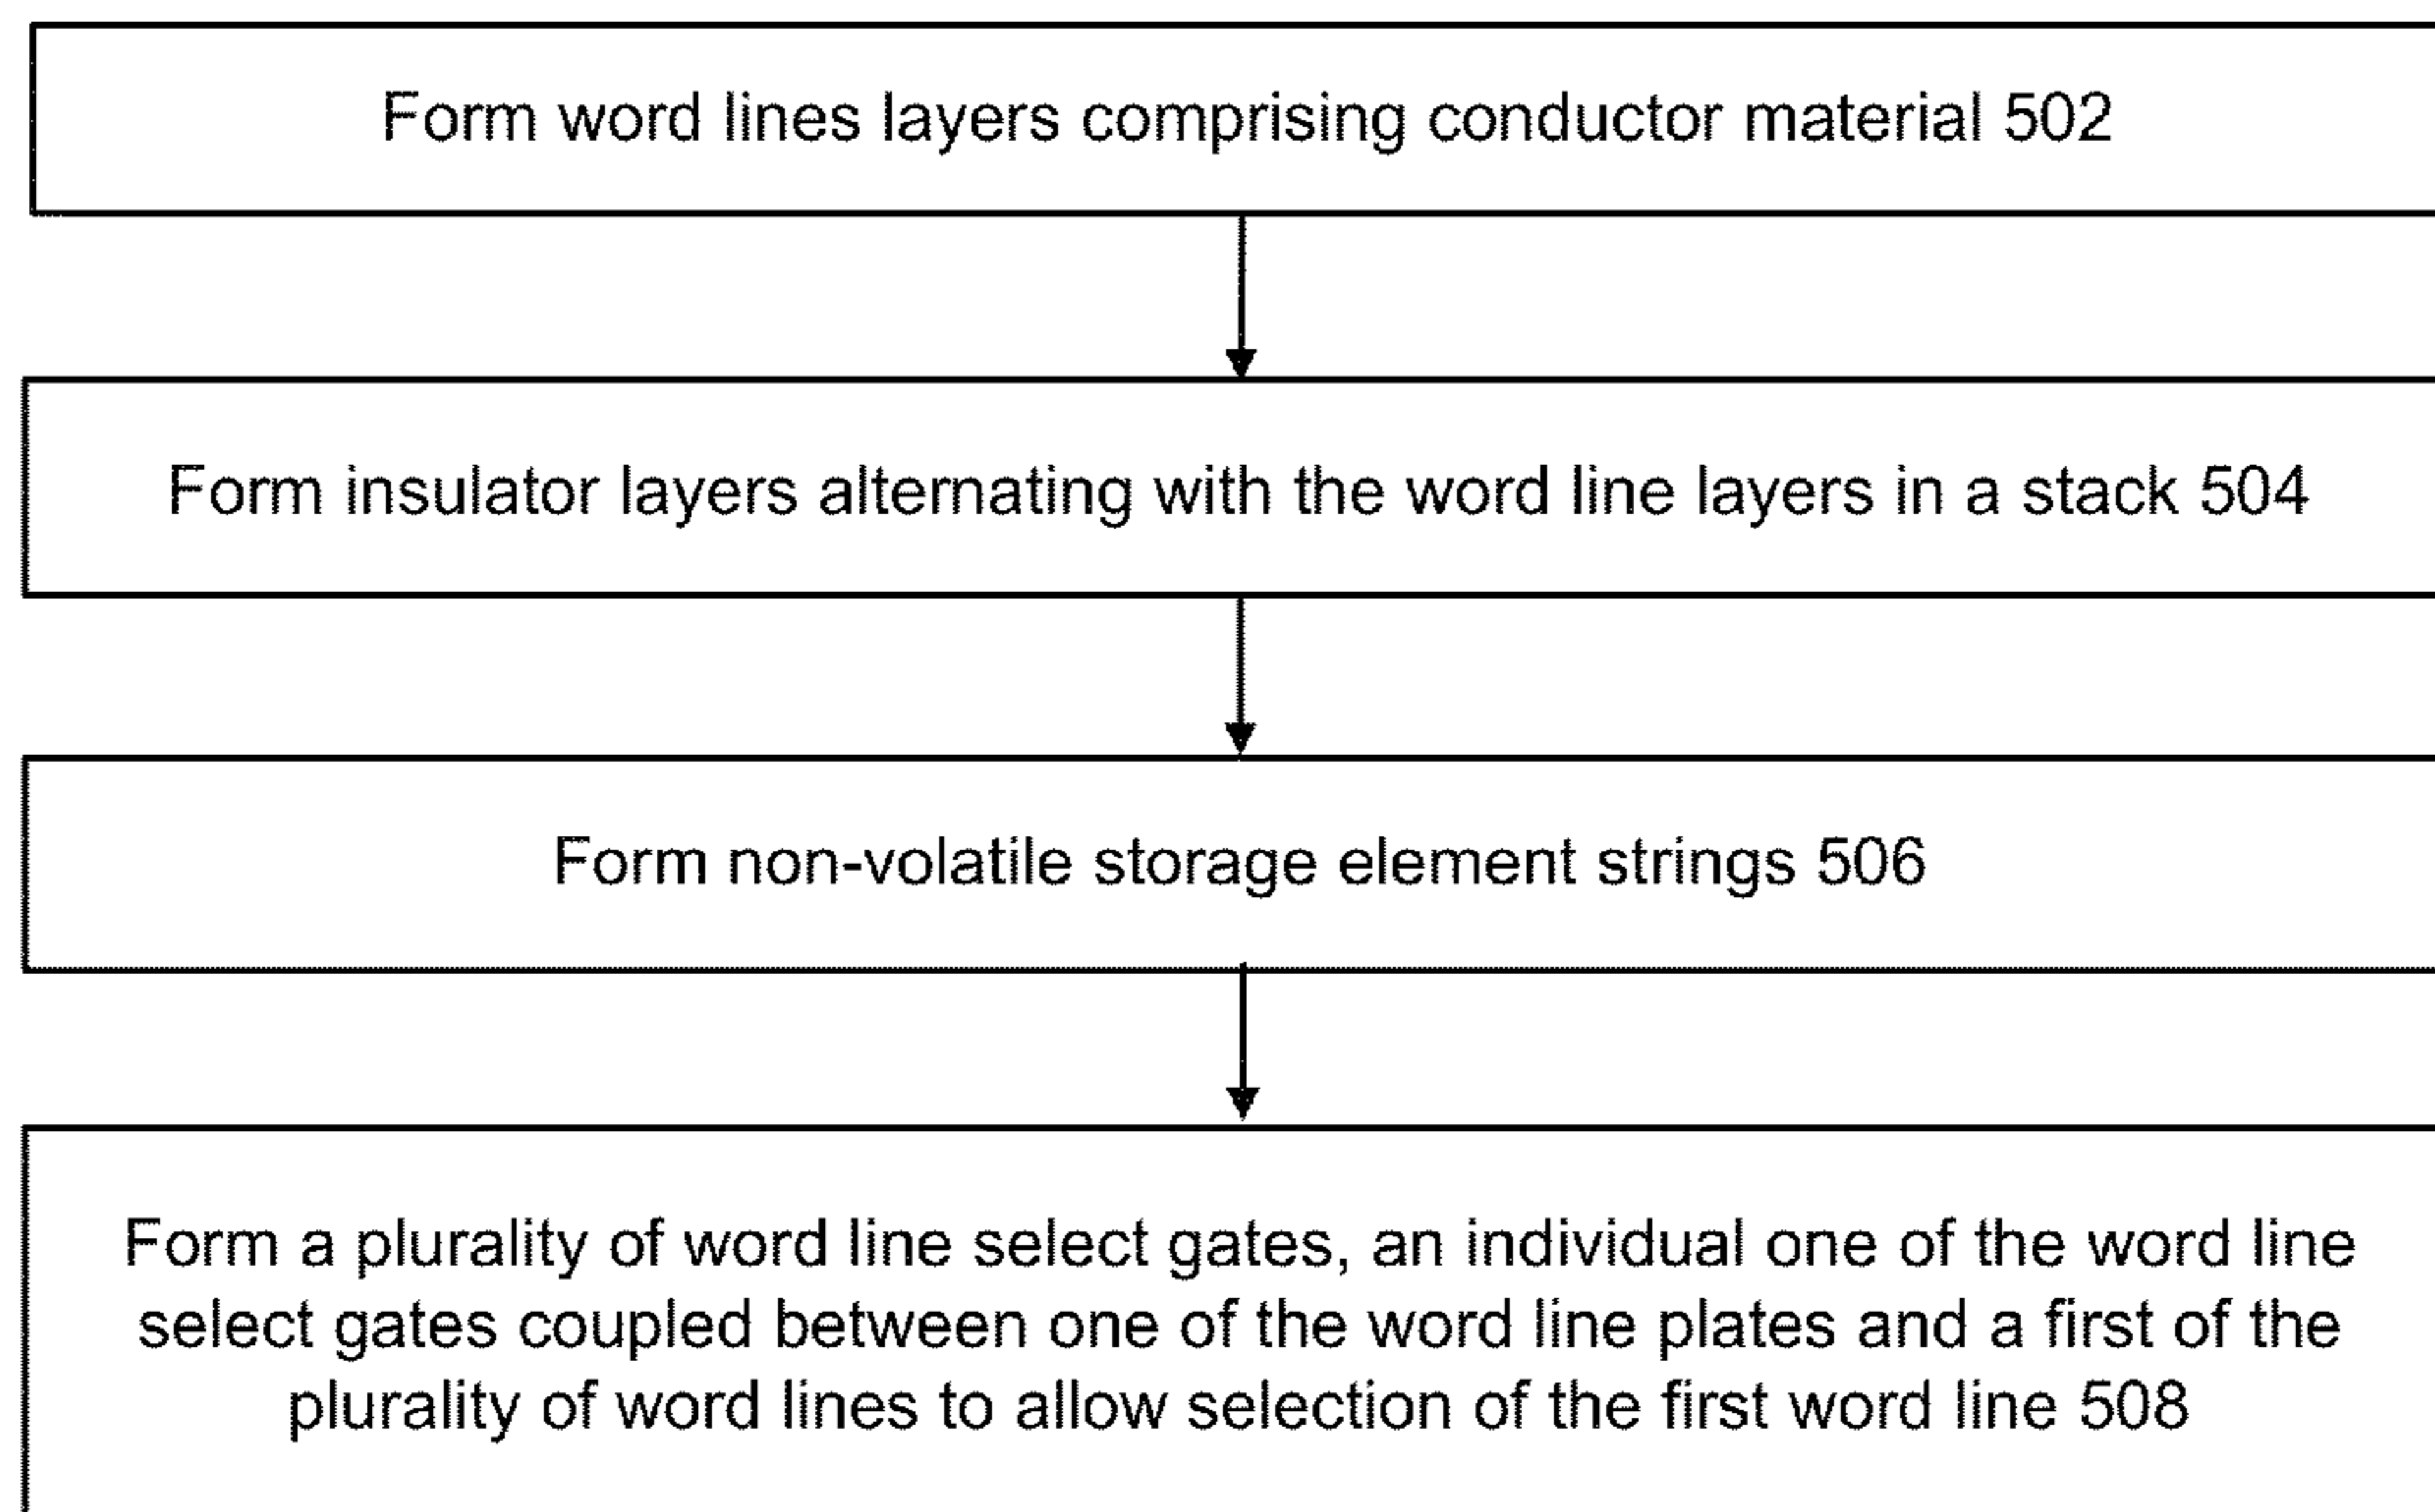 Form word lines layers comprising conductor material 502
Form insulator layers alternating with the word line layers in a stack 504
Form non-volatile storage element strings 506
Form a plurality of word line select gates, an individual one of the word line
select gates coupled between one of the word line plates and a first of the
plurality of word lines to allow selection of the first word line 508